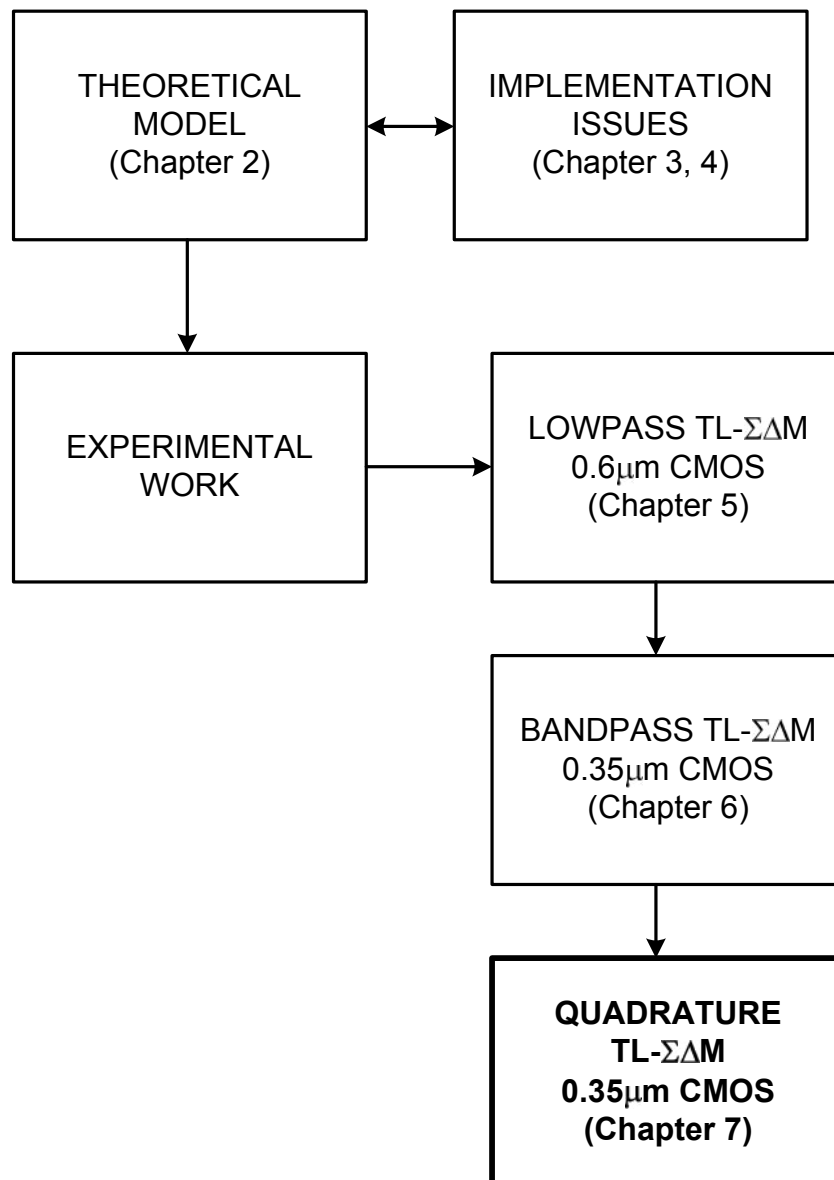 THEORETICAL
MODEL
(Chapter 2)
IMPLEMENTATION
ISSUES
(Chapter 3, 4)
EXPERIMENTAL
WORK
LOWPASS TL-ΣΔM
0.6μm CMOS
(Chapter 5)
BANDPASS TL-ΣΔM
0.35μm CMOS
(Chapter 6)
QUADRATURE
TL-ΣΔM
0.35μm CMOS
(Chapter 7)